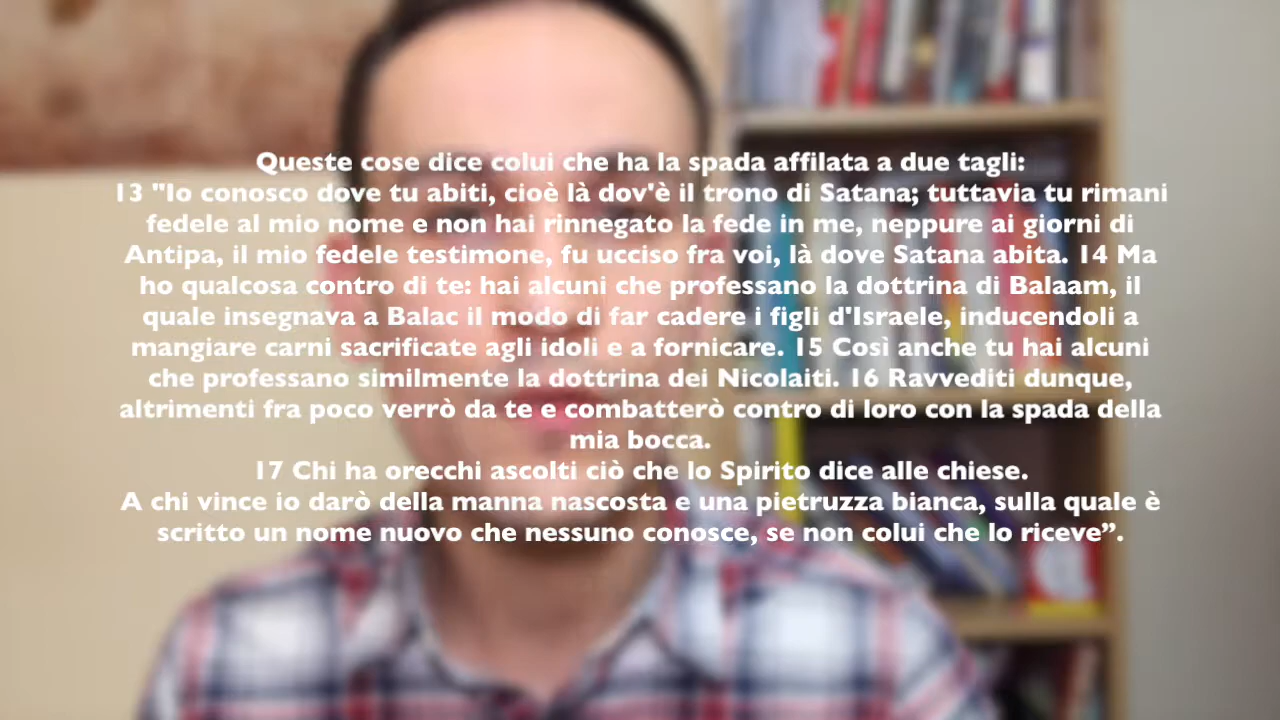 Queste cose dice colui che ha la spada affilata a due tagli:
13 "Io conosco dove tu abiti, cioè là dov'è il trono di Satana; tuttavia tu rimani
fedele al mio nome e non hai rinnegato la fede in me, neppure ai giorni di
Antipa, il mio fedele testimone, fu ucciso fra voi, là dove Satana abita. 14 Ma
ho qualcosa contro di te: hai alcuni che professano la dottrina di Balaam, il
quale insegnava a Balac il modo di far cadere i figli d'Israele, inducendoli a
mangiare carni sacrificate agli idoli e a fornicare. 15 Così anche tu hai alcuni
che professano similmente la dottrina dei Nicolaiti. 16 Ravvediti dunque,
altrimenti fra poco verrò da te e combatterò contro di loro con la spada della
mia bocca.
17 Chi ha orecchi ascolti ciò che lo Spirito dice alle chiese.
A chi vince io darò della manna nascosta e una pietruzza bianca, sulla quale è
scritto un nome nuovo che nessuno conosce, se non colui che lo riceve”.